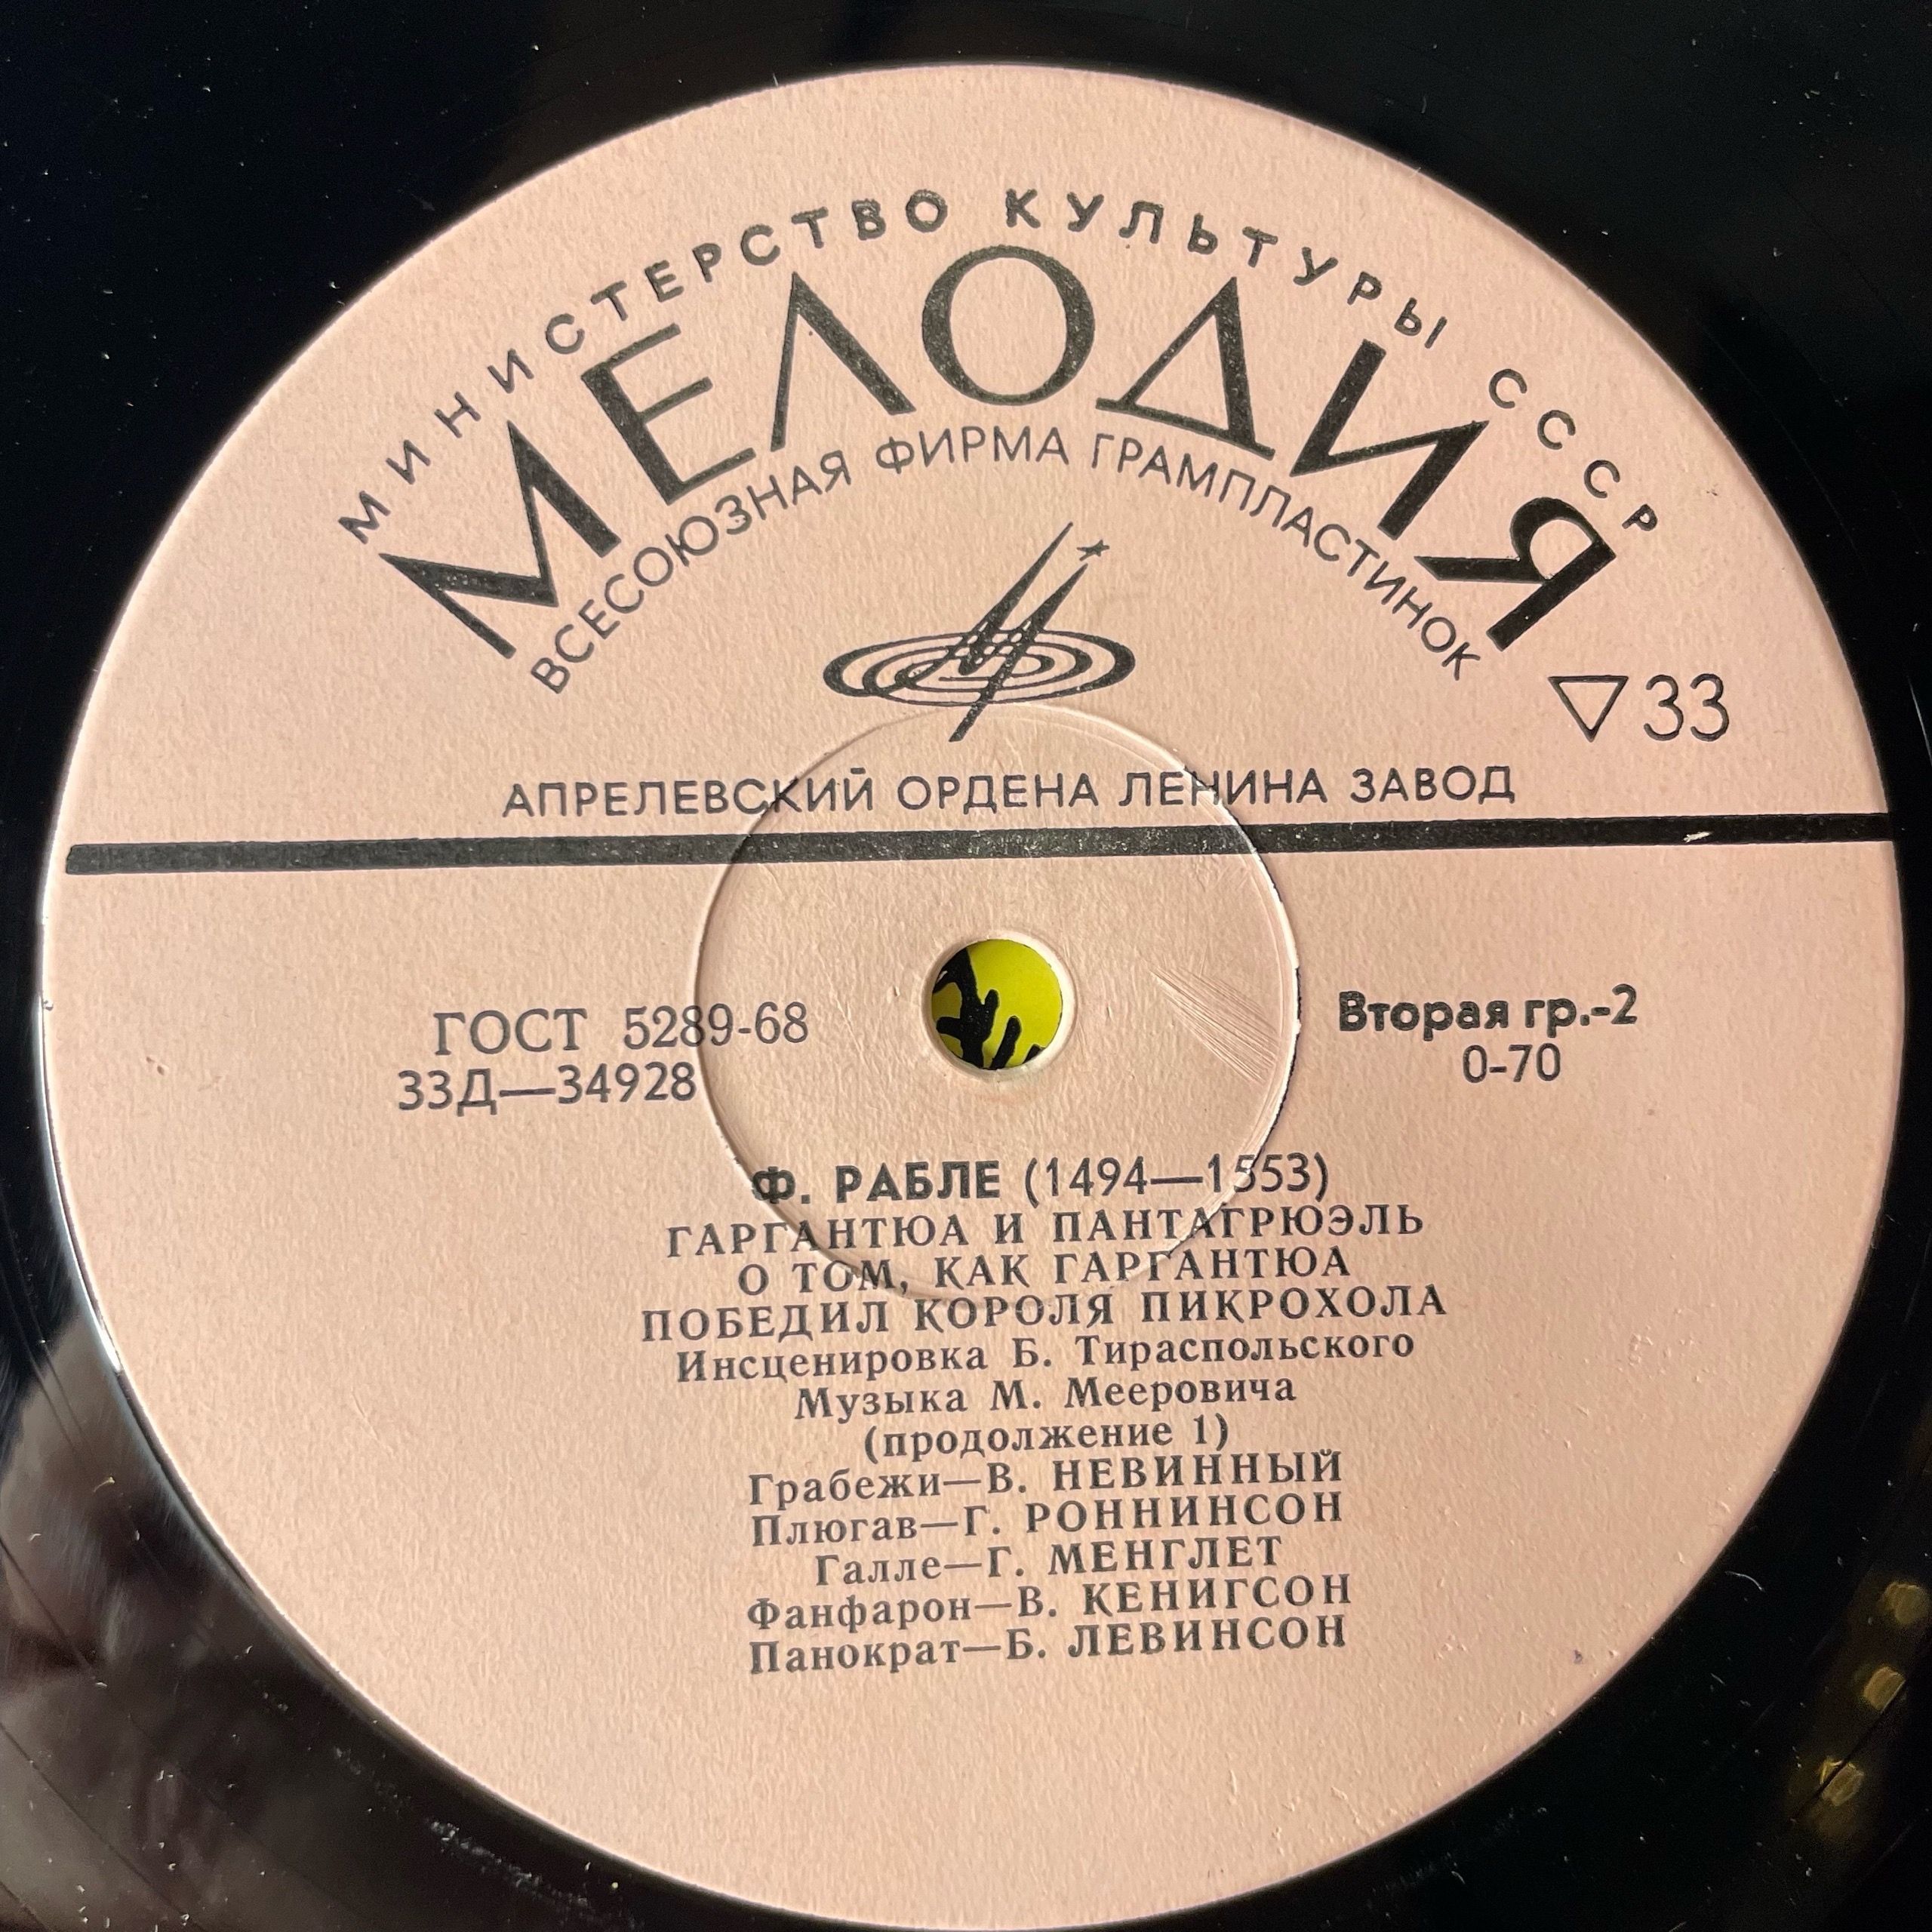 МИНИСТЕРСТВО КУЛЬТУРЫ СССР
МЕЛОДИЯ
ВСЕСОЮЗНАЯ ФИРМА ГРАМПЛАСТИНОК
33
АПРЕЛЕВСКИЙ ОРДЕНА ЛЕНИНА ЗАВОД
ГОСТ 5289-68
Вторая гр.-2
33Д—34928
0-70
Ф. РАБЛЕ (1494—1553)
ГАРГАНТЮА И ПАНТАГРЮЭЛЬ
О ТОМ, КАК ГАРГАНТЮА
ПОБЕДИЛ КОРОЛЯ ПИКРОХОЛА
Инсценировка Б. Тираспольского
Музыка М. Мееровича
(продолжение 1)
Грабежи—В. НЕВИННЫЙ
Плюгав—Г. РОННИНСОН
Галле—Г. МЕНГЛЕТ
Фанфарон—В. КЕНИГСОН
Панократ—Б. ЛЕВИНСОН